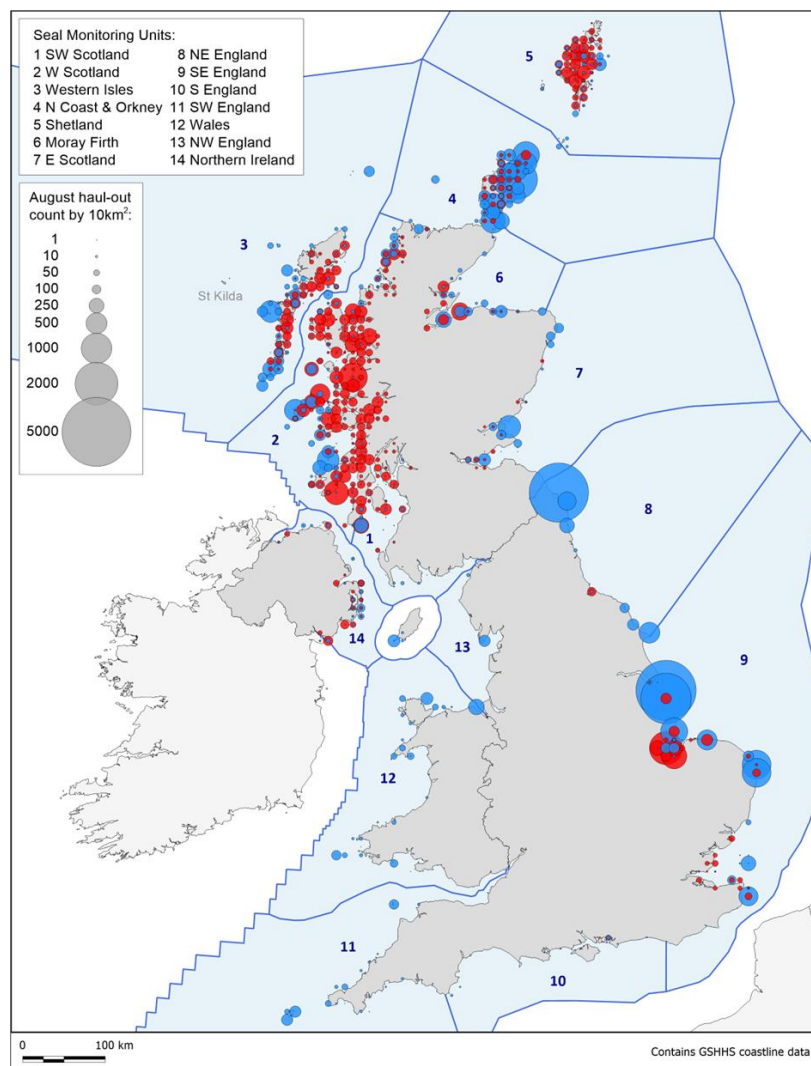 Seal Monitoring Units:
1 SW Scotland
2 W Scotland
3 Western Isles
4 N Coast & Orkney
5 Shetland
6 Moray Firth
7 E Scotland
8 NE England
9 SE England
10 S England
11 SW England
12 Wales
13 NW England
14 Northern Ireland
August haul-out
count by 10km²:
1
10
50
100
250
500
1000
2000
5000
5
4
3
6
St Kilda
7
2
8
1
14
13
9
12
11
10
0 100 km
Contains GSHHS coastline data